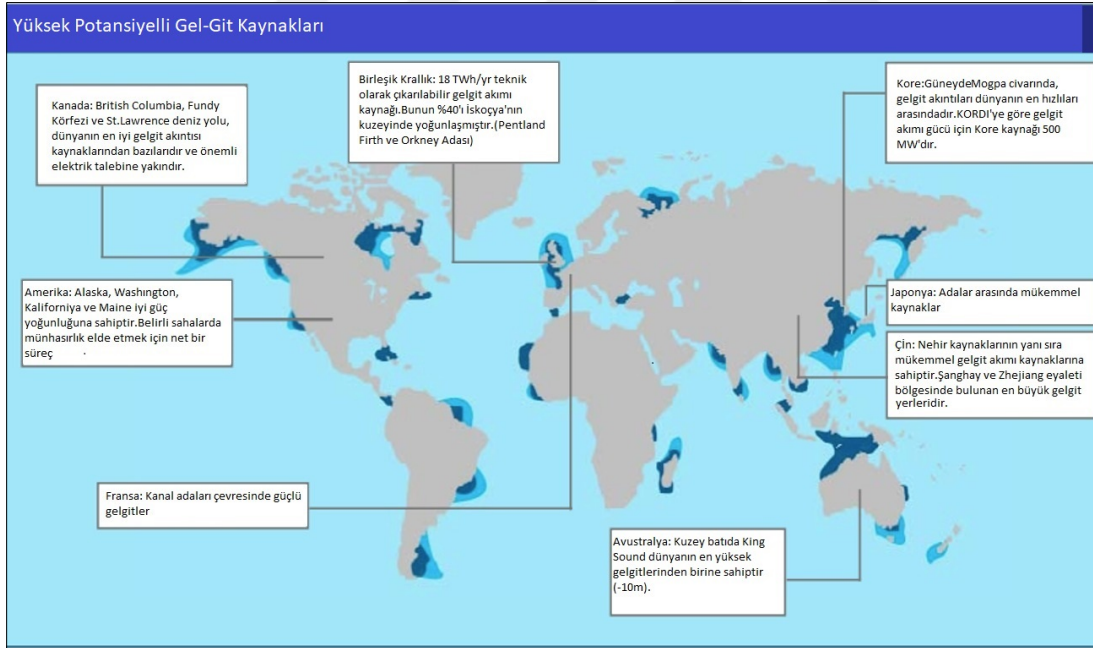 Yüksek Potansiyelli Gel-Git Kaynakları
Kanada: British Columbia, Fundy
Körfezi ve St.Lawrence deniz yolu,
dünyanın en iyi gelgit akıntısı
kaynaklarından bazılarıdır ve önemli
elektrik talebine yakındır.
Birleşik Krallık: 18 TWh/yr teknik
olarak çıkarılabilir gelgit akımı
kaynağı.Bunun %40'ı İskoçya'nın
kuzeyinde yoğunlaşmıştır.(Pentland
Firth ve Orkney Adası)
Kore:GüneydeMogpa civarında,
gelgit akıntıları dünyanın en hızlıları
arasındadır.KORDI'ye göre gelgit
akımı gücü için Kore kaynağı 500
MW'dır.
Amerika: Alaska, Washıngton,
Kaliforniya ve Maine iyi güç
yoğunluğuna sahiptir.Belirli sahalarda
münhasırlık elde etmek için net bir
süreç
Japonya: Adalar arasında mükemmel
kaynaklar
Çin: Nehir kaynaklarının yanı sıra
mükemmel gelgit akımı kaynaklarına
sahiptir.Şanghay ve Zhejiang eyaleti
bölgesinde bulunan en büyük gelgit
yerleridir.
Fransa: Kanal adaları çevresinde güçlü
gelgitler
Avustralya: Kuzey batıda King
Sound dünyanın en yüksek
gelgitlerinden birine sahiptir
(-10m).